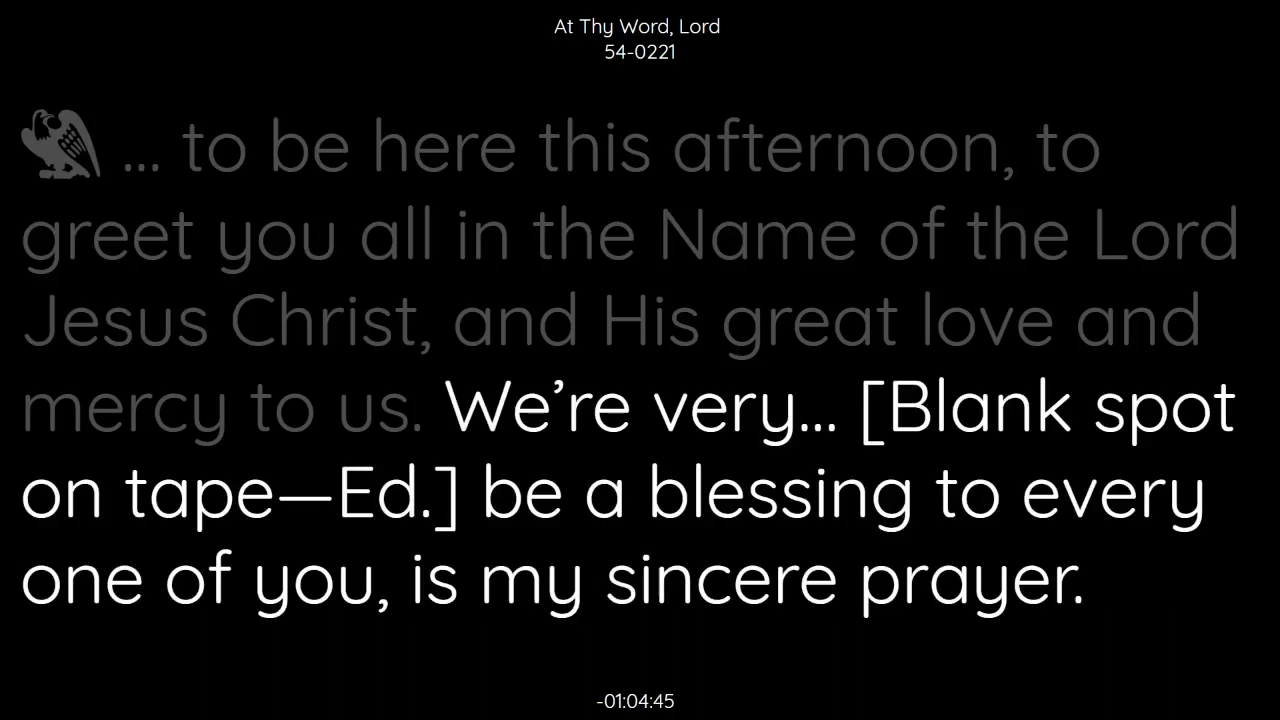 At Thy Word, Lord
54-0221
... to be here this afternoon, to
greet you all in the Name of the Lord
Jesus Christ, and His great love and
mercy to us. We’re very... [Blank spot
on tape—Ed.] be a blessing to every
one of you, is my sincere prayer.
-01:04:45